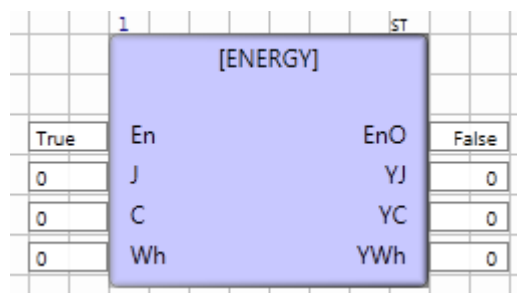 1 ST
[ENERGY]
True En EnO False
0 J YJ 0
0 C YC 0
0 Wh YWh 0